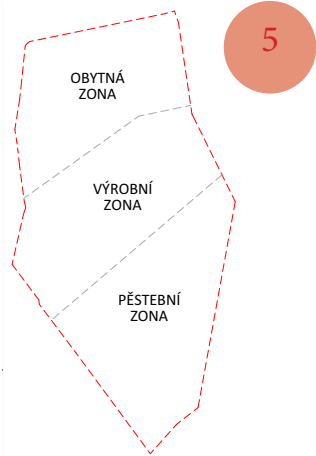 5
OBYTNÁ
ZONA
VÝROBNÍ
ZONA
PĚSTEBNÍ
ZONA